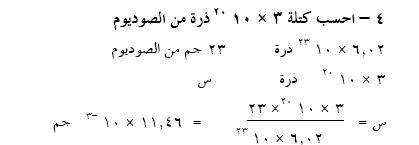 ٤ – احسب كتلة ٣ × ١٠ ٢٠ ذرة من الصوديوم
٦,٠٢ × ١٠ ٢٣ ذرة ٢٣ جم من الصوديوم
٣ × ١٠ ٢٠ ذرة س
س = ٣ × ١٠ ٢٠ × ٢٣ / ٦,٠٢ × ١٠ ٢٣ = ١١,٤٦ × ١٠ ⁻٣ جم